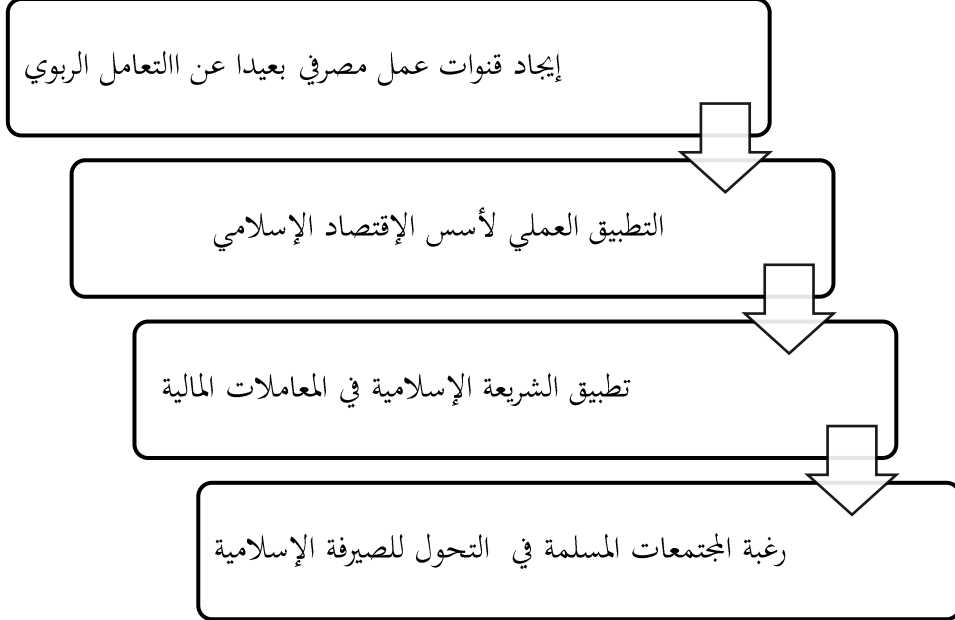 إيجاد قنوات عمل مصرفي بعيدا عن االتعامل الربوي
التطبيق العملي لأسس الإقتصاد الإسلامي
تطبيق الشريعة الإسلامية في المعاملات المالية
رغبة المجتمعات المسلمة في التحول للصيرفة الإسلامية